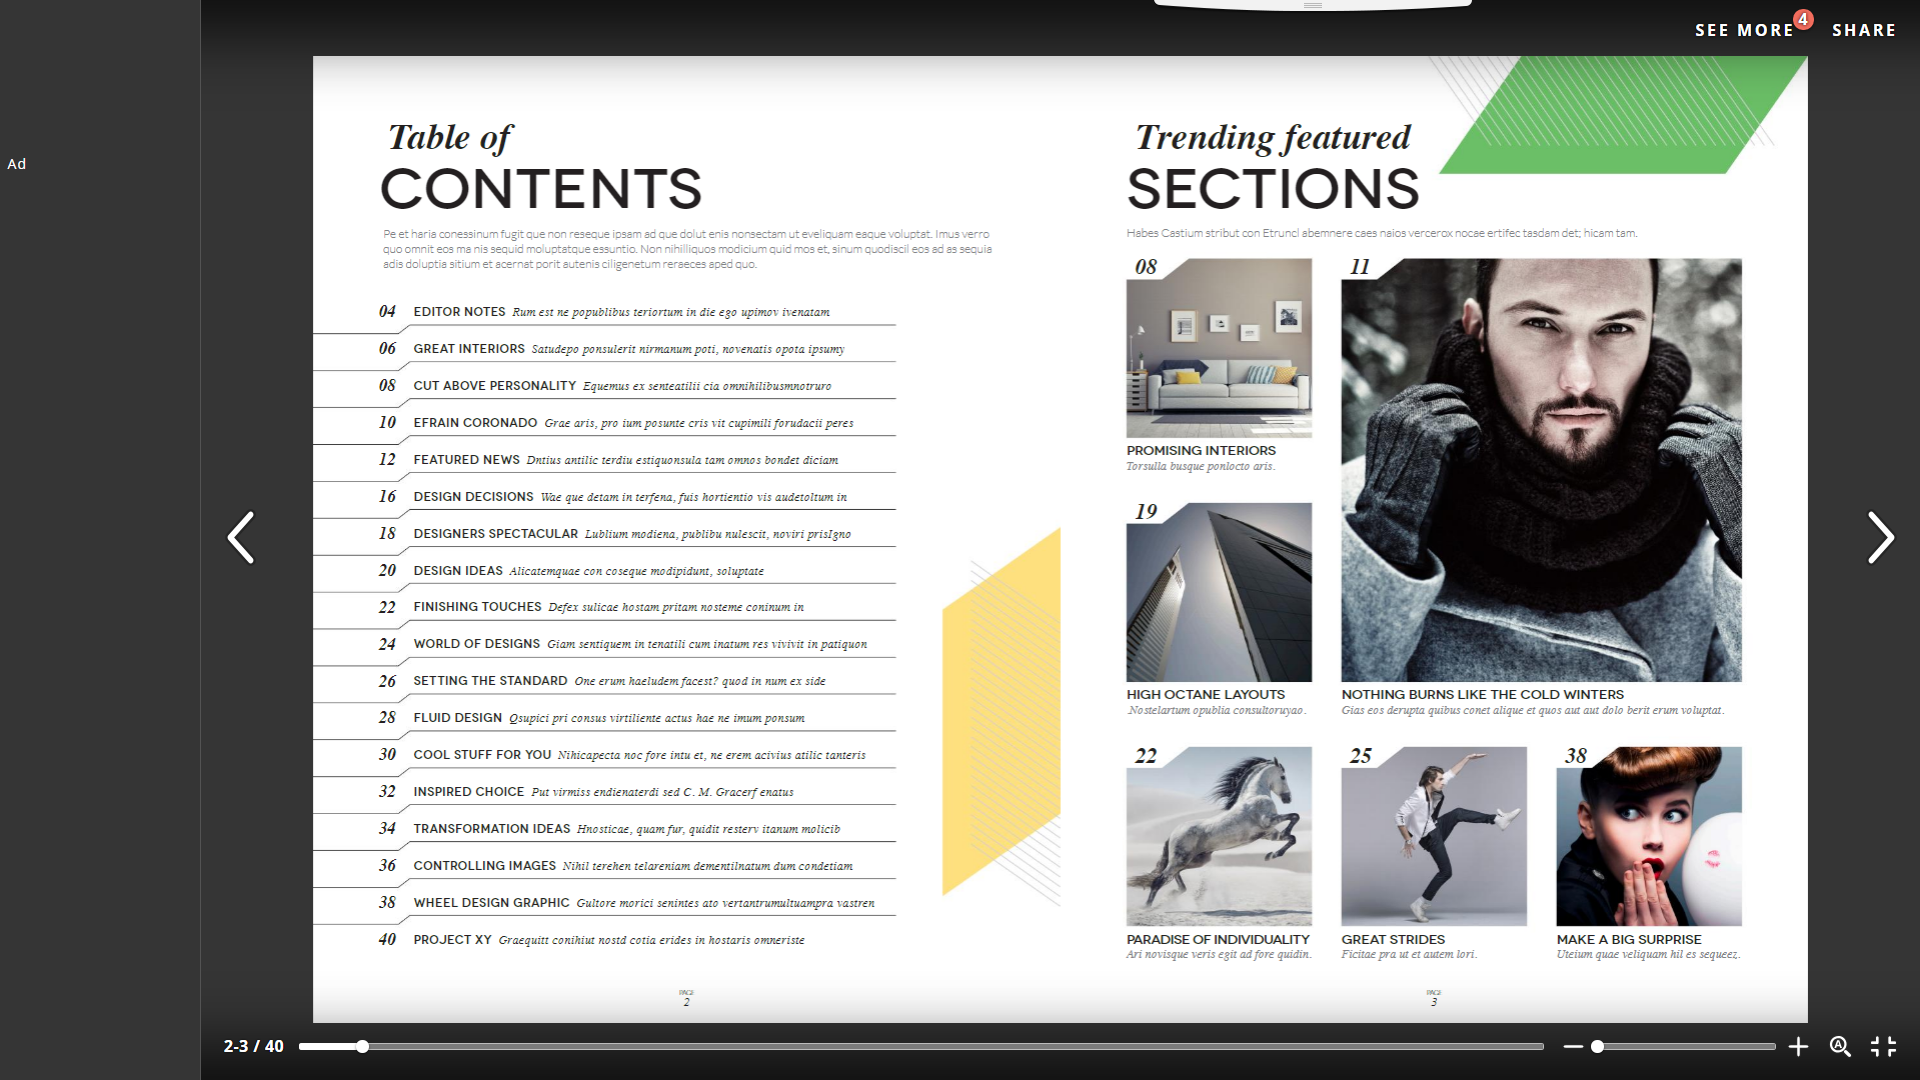 SEE MORE 4 SHARE
Ad
Table of
CONTENTS
Pe et haria conessinum fugit que non reseque ipsam ad que dolut enis nonsectam ut eveliquam eaque voluptat. Imus verro
quo omnit eos ma nis sequid moluptatque essuntio. Non nihilliquos modicium quid mos et, sinum quodiscil eos ad as sequia
adis doluptia sitium et acernat porit autenis ciligenetum reraeces aped quo.
04 EDITOR NOTES Rum est ne popublibus teriortum in die ego upimov ivenatam
06 GREAT INTERIORS Satudepo ponsulerit nirmanum poti, novenatis opota ipsumy
08 CUT ABOVE PERSONALITY Equemus ex senteatilii cia omnihilibusmnotruro
10 EFRAIN CORONADO Grae aris, pro ium posunte cris vit cupimili forudacii peres
12 FEATURED NEWS Dntius antilic terdiu estiquonsula tam omnos bondet diciam
16 DESIGN DECISIONS Wae que detam in terfena, fuis hortientio vis audetoltum in
18 DESIGNERS SPECTACULAR Lublium modiena, publibu nulescit, noviri prisIgno
20 DESIGN IDEAS Alicatemquae con coseque modipidunt, soluptate
22 FINISHING TOUCHES Defex sulicae hostam pritam nosteme coninum in
24 WORLD OF DESIGNS Giam sentiquem in tenatili cum inatum res vivivit in patiquon
26 SETTING THE STANDARD One erum haeludem facest? quod in num ex side
28 FLUID DESIGN Qsupici pri consus virtiliente actus hae ne imum ponsum
30 COOL STUFF FOR YOU Nihicapecta noc fore intu et, ne erem acivius atilic tanteris
32 INSPIRED CHOICE Put virmiss endienaterdi sed C. M. Gracerf enatus
34 TRANSFORMATION IDEAS Hnosticae, quam fur, quidit resterv itanum molicib
36 CONTROLLING IMAGES Nihil terehen telareniam dementilnatum dum condetiam
38 WHEEL DESIGN GRAPHIC Gultore morici senintes ato vertantrumultuampra vastren
40 PROJECT XY Graequitt conihiut nostd cotia erides in hostaris omneriste
PAGE
2
Trending featured
SECTIONS
Habes Castium stribut con Etruncl abemnere caes naios vercerox nocae ertifec tasdam det; hicam tam.
08
PROMISING INTERIORS
Torsulla busque ponlocto aris.
11
NOTHING BURNS LIKE THE COLD WINTERS
Gias eos derupta quibus conet alique et quos aut aut dolo berit erum voluptat.
19
HIGH OCTANE LAYOUTS
Nostelartum opublia consultoruyao.
22
PARADISE OF INDIVIDUALITY
Ari novisque veris egit ad fore quidin.
25
GREAT STRIDES
Ficitae pra ut et autem lori.
38
MAKE A BIG SURPRISE
Uteium quae veliquam hil es sequeez.
PAGE
3
2-3 / 40